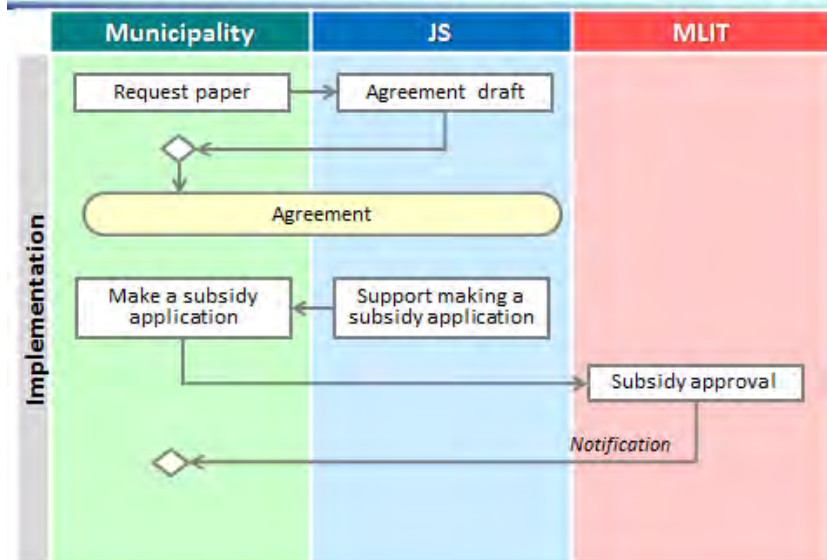 Municipality
JS
MLIT
Implementation
Request paper
Agreement draft
Agreement
Make a subsidy
application
Support making a
subsidy application
Subsidy approval
Notification